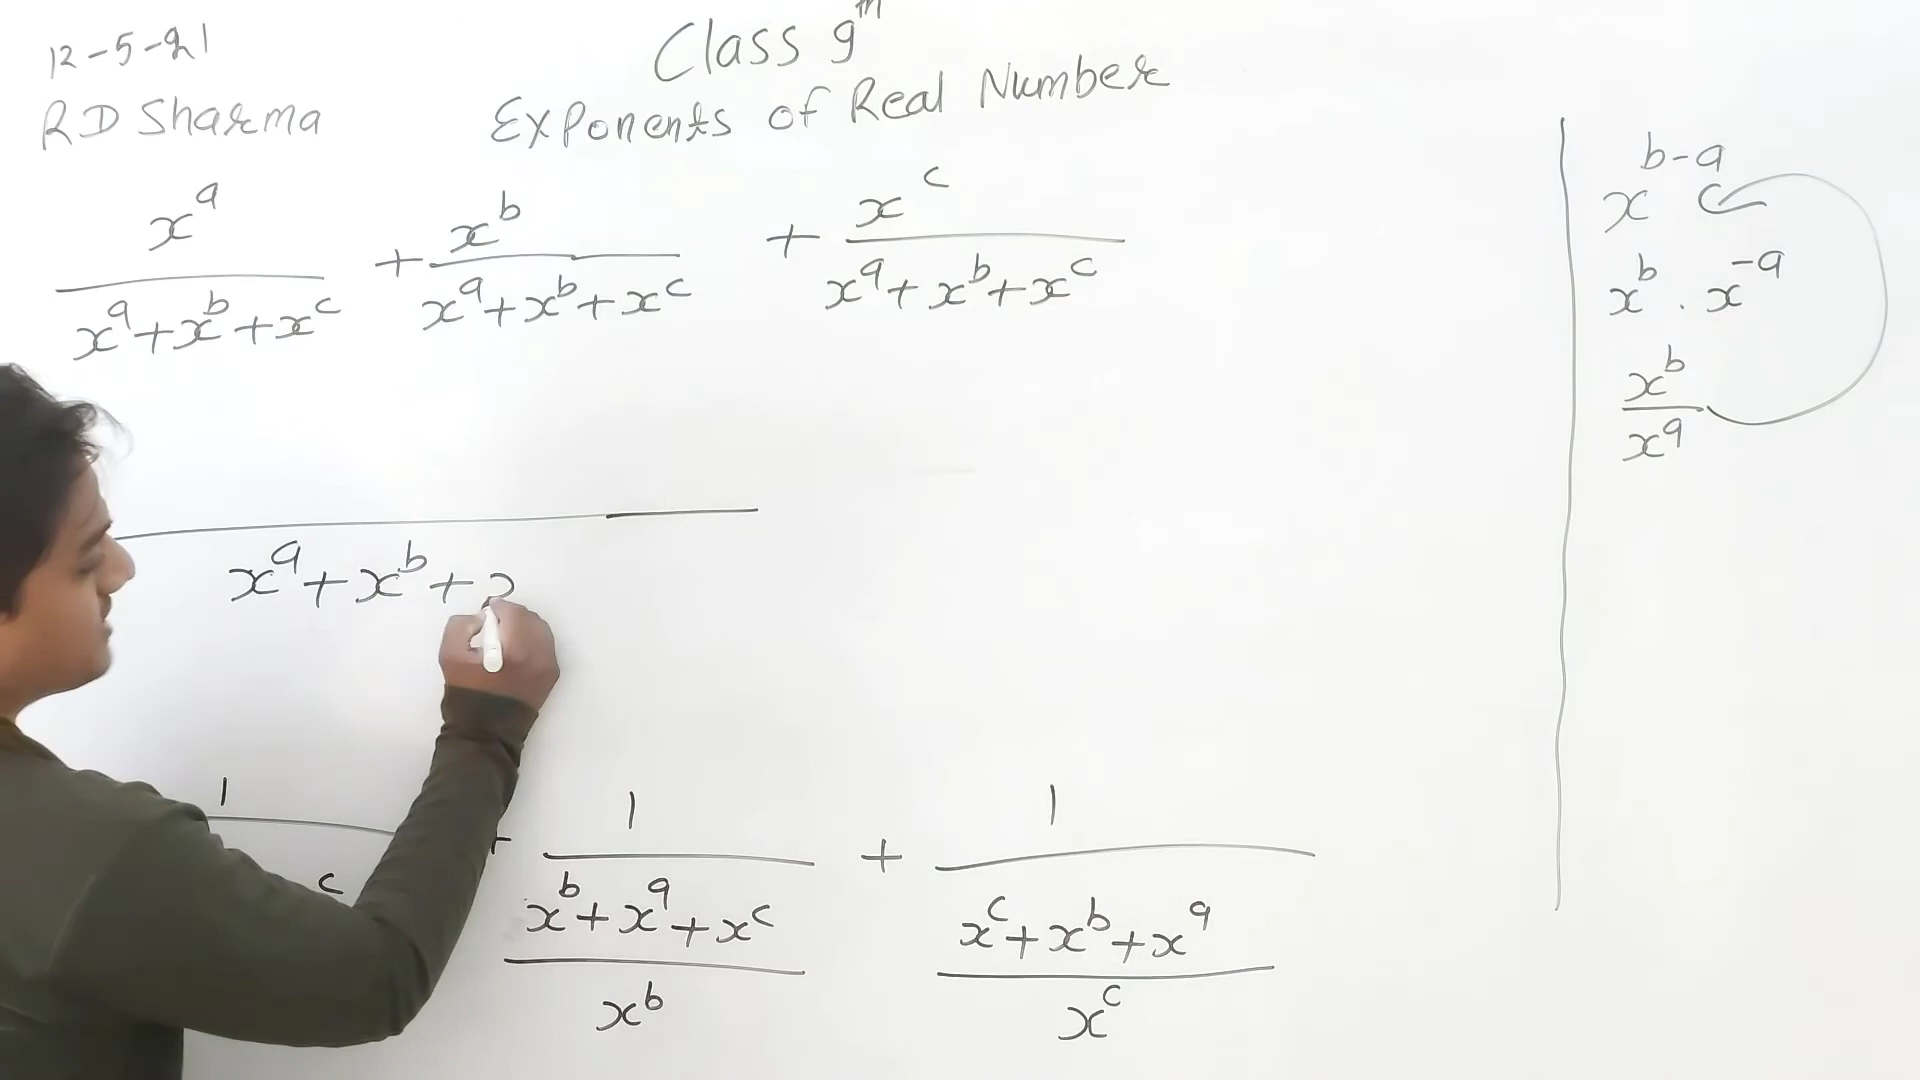 12-5-21
Class 9th
RD Sharma
Exponents of Real Number
x^a / (x^a + x^b + x^c) + x^b / (x^a + x^b + x^c) + x^c / (x^a + x^b + x^c)
x^a + x^b +
1 / ( c
+ 1 / ((x^b + x^a + x^c) / x^b) + 1 / ((x^c + x^b + x^a) / x^c)
x^(b-a)
x^b . x^-a
x^b / x^a